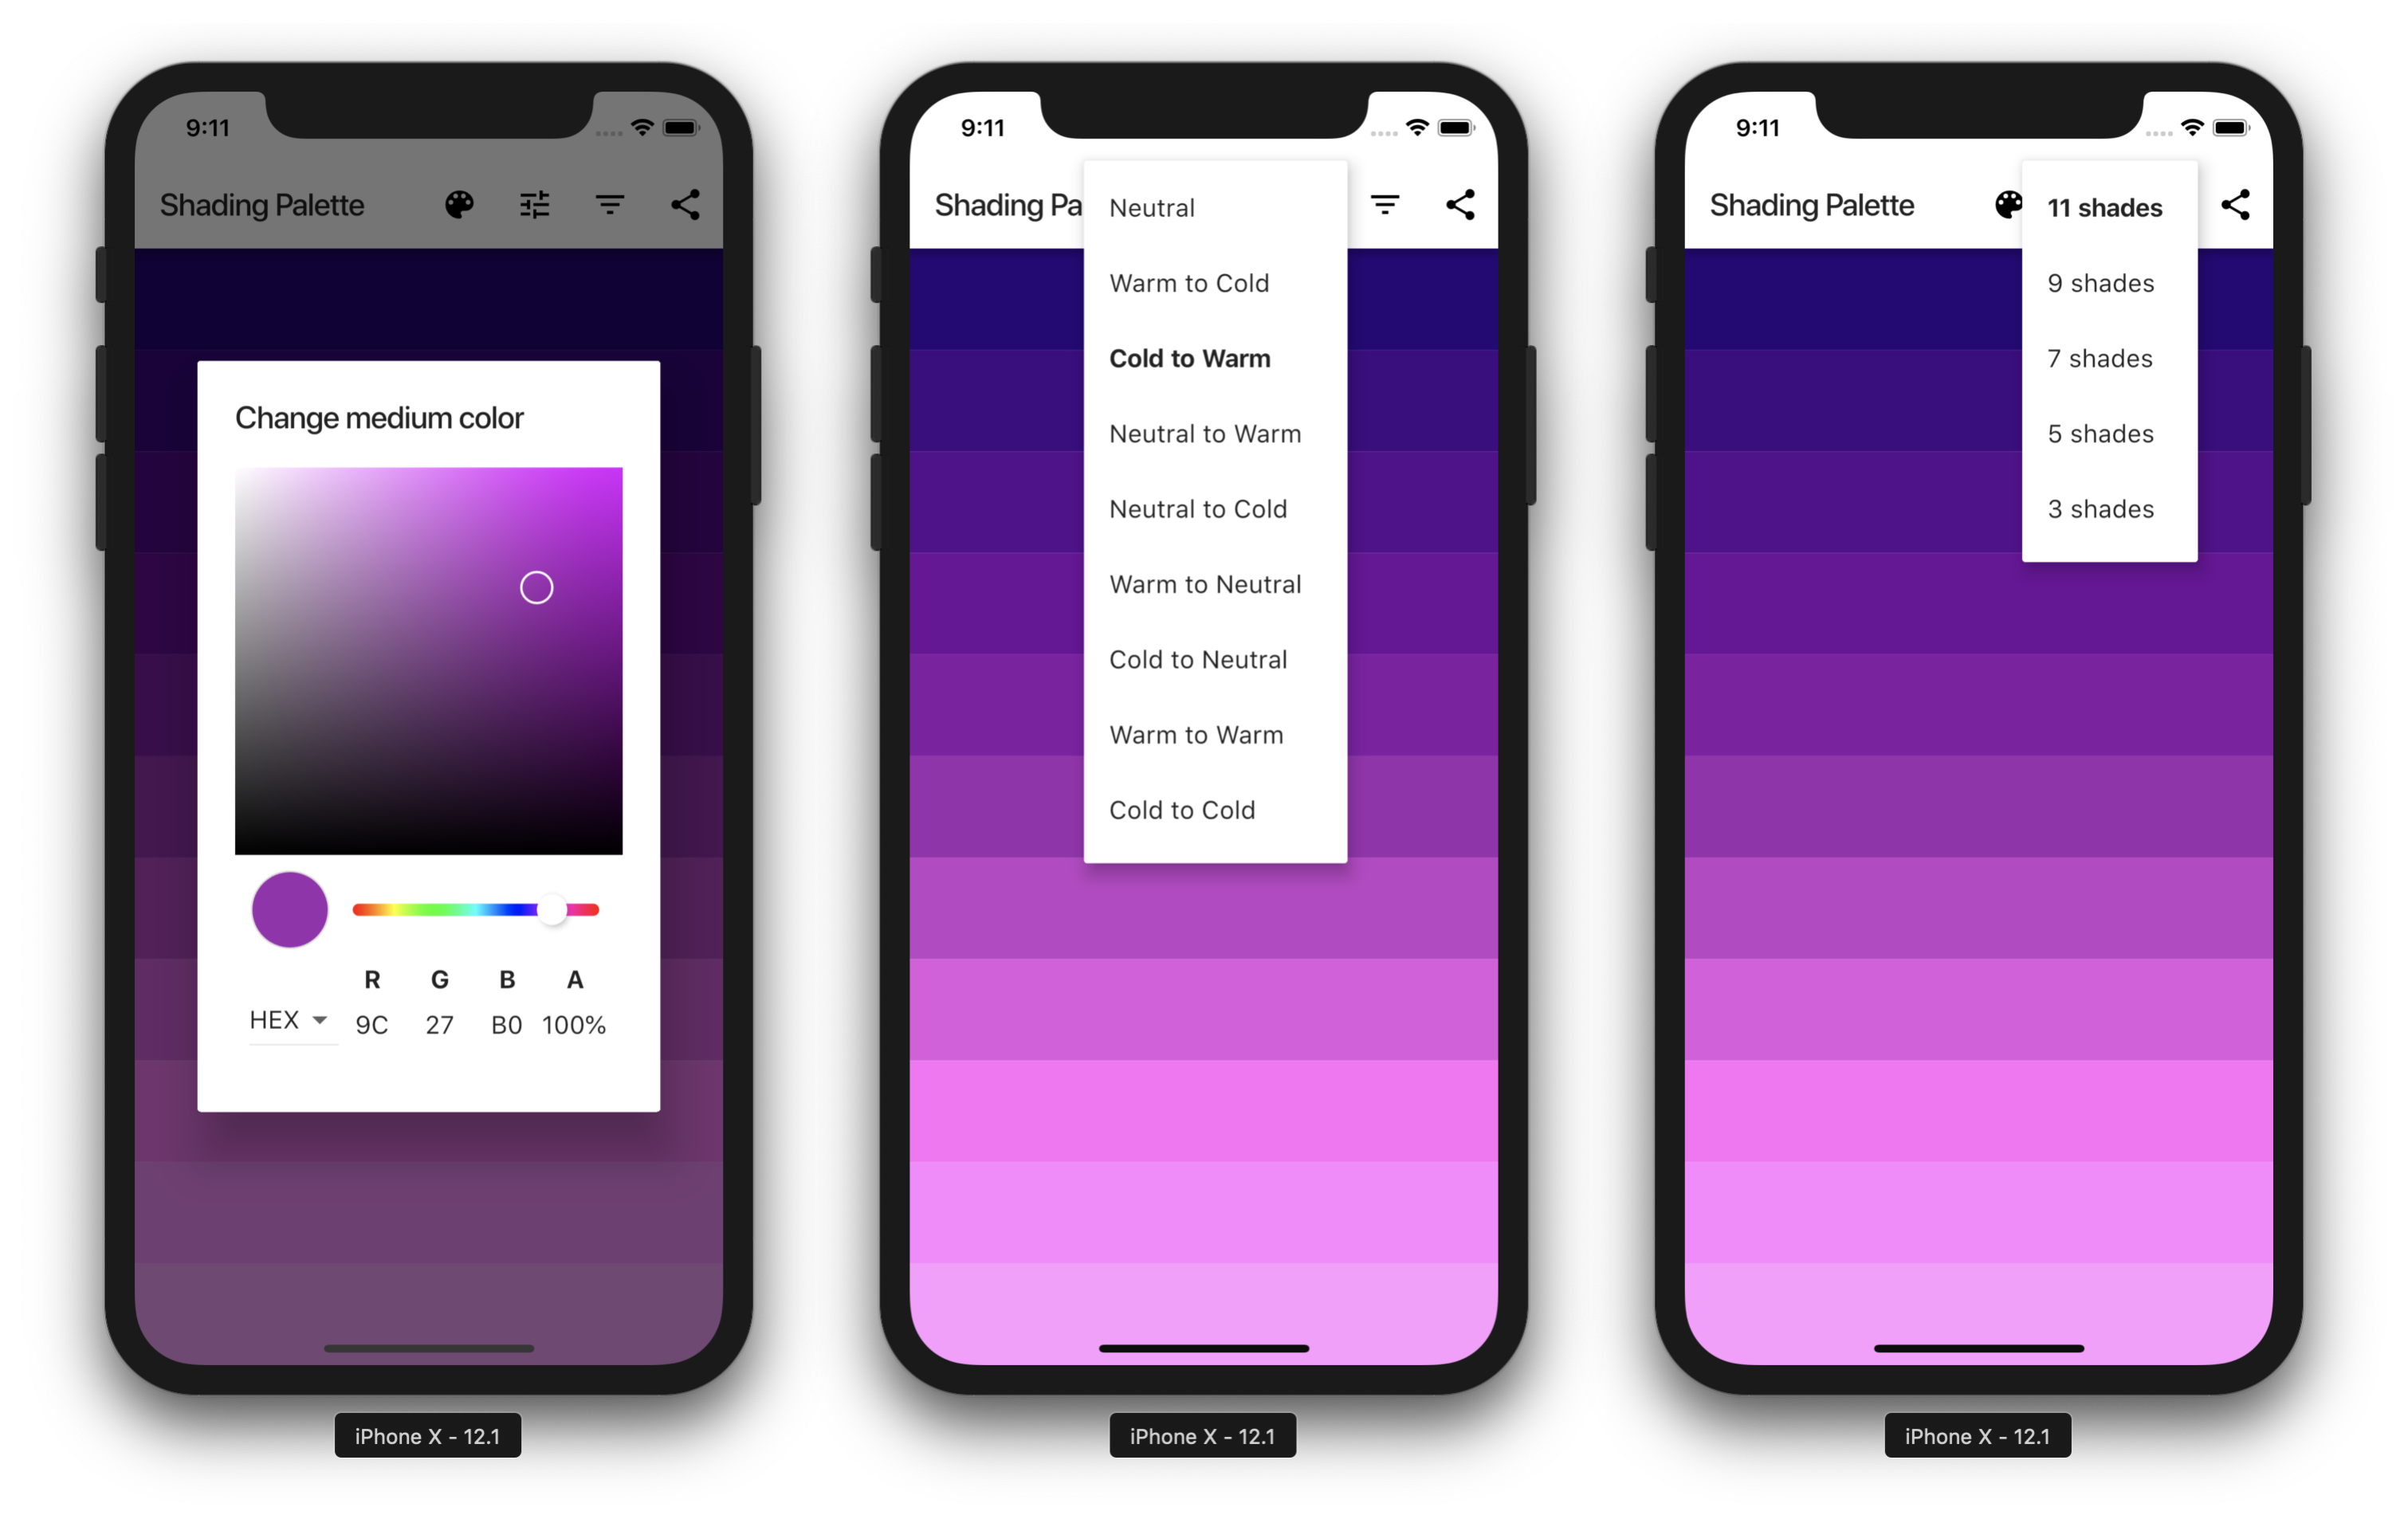 9:11
Shading Palette
Change medium color
R G B A
HEX 9C 27 B0 100%
iPhone X - 12.1
9:11
Shading Pa
Neutral
Warm to Cold
Cold to Warm
Neutral to Warm
Neutral to Cold
Warm to Neutral
Cold to Neutral
Warm to Warm
Cold to Cold
iPhone X - 12.1
9:11
Shading Palette
11 shades
9 shades
7 shades
5 shades
3 shades
iPhone X - 12.1